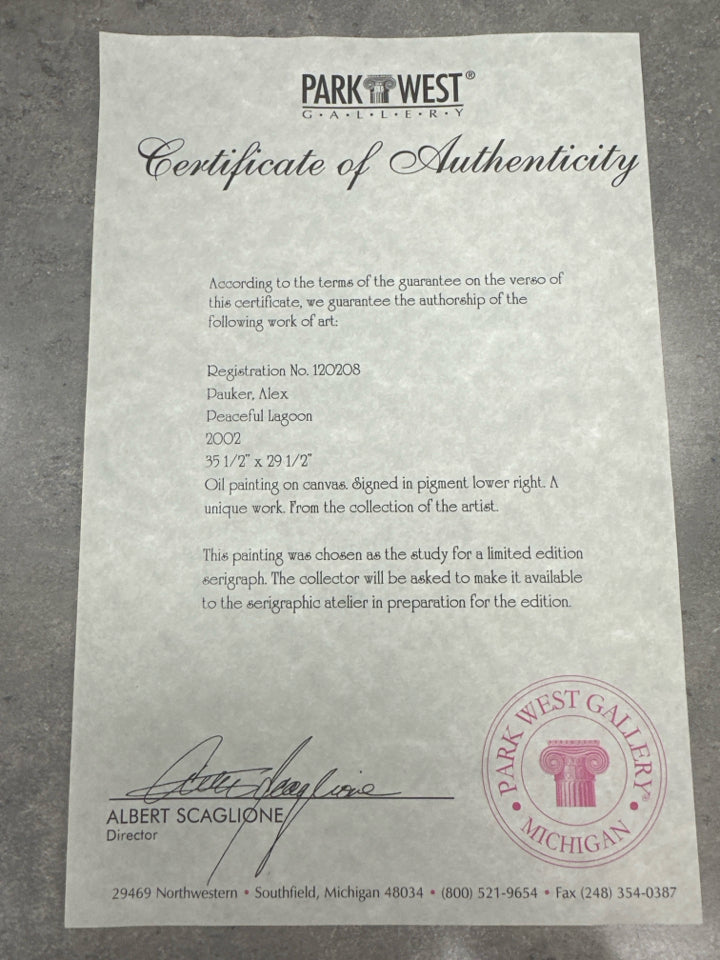 PARK WEST®
G·A·L·L·E·R·Y
Certificate of Authenticity
According to the terms of the guarantee on the verso of
this certificate, we guarantee the authorship of the
following work of art:
Registration No. 120208
Pauker, Alex
Peaceful Lagoon
2002
35 1/2" x 29 1/2"
Oil painting on canvas. Signed in pigment lower right. A
unique work. From the collection of the artist.
This painting was chosen as the study for a limited edition
serigraph. The collector will be asked to make it available
to the serigraphic atelier in preparation for the edition.
Albert Scaglione
ALBERT SCAGLIONE
Director
PARK WEST GALLERY®
• MICHIGAN •
29469 Northwestern • Southfield, Michigan 48034 • (800) 521-9654 • Fax (248) 354-0387